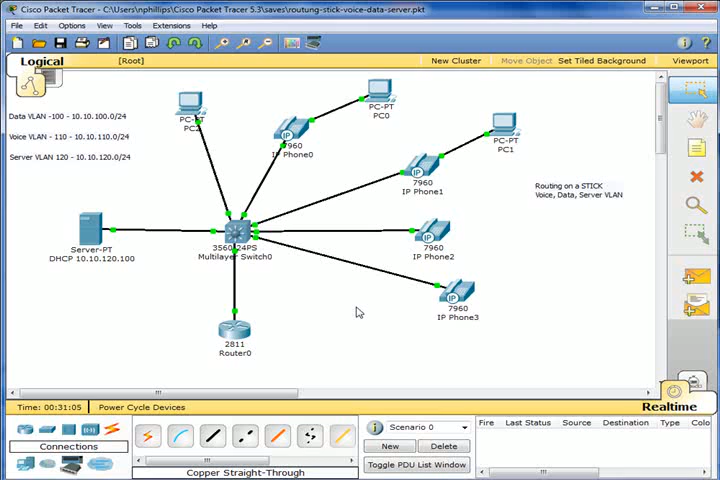 Cisco Packet Tracer - C:\Users\nphillips\Cisco Packet Tracer 5.3\saves\routung-stick-voice-data-server.pkt
File Edit Options View Tools Extensions Help
Logical [Root] New Cluster Move Object Set Tiled Background Viewport
Data VLAN -100 - 10.10.100.0/24
Voice VLAN - 110 - 10.10.110.0/24
Server VLAN 120 - 10.10.120.0/24
PC-PT
PC2
PC-PT
PC0
7960
IP Phone0
PC-PT
PC1
IP
7960
IP Phone1
Routing on a STICK
Voice, Data, Server VLAN
Server-PT
DHCP 10.10.120.100
3560-24PS
Multilayer Switch0
IP
7960
IP Phone2
IP
7960
IP Phone3
2811
Router0
Time: 00:31:05 Power Cycle Devices Realtime
Connections
Copper Straight-Through
Scenario 0
New Delete
Toggle PDU List Window
Fire Last Status Source Destination Type Colo